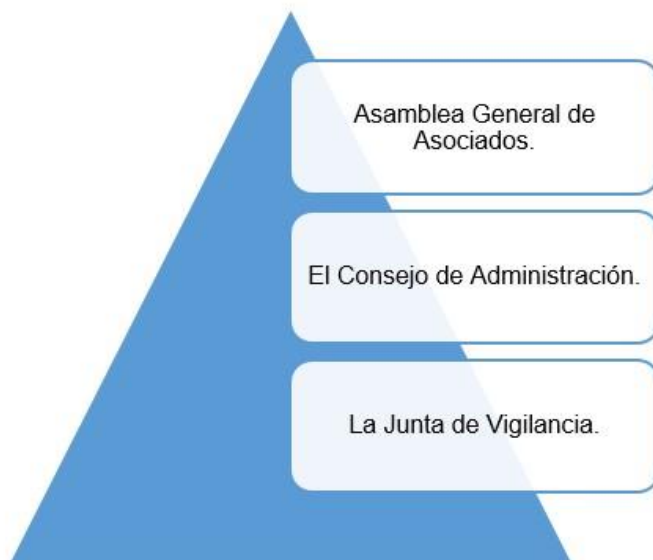 Asamblea General de
Asociados.
El Consejo de Administración.
La Junta de Vigilancia.